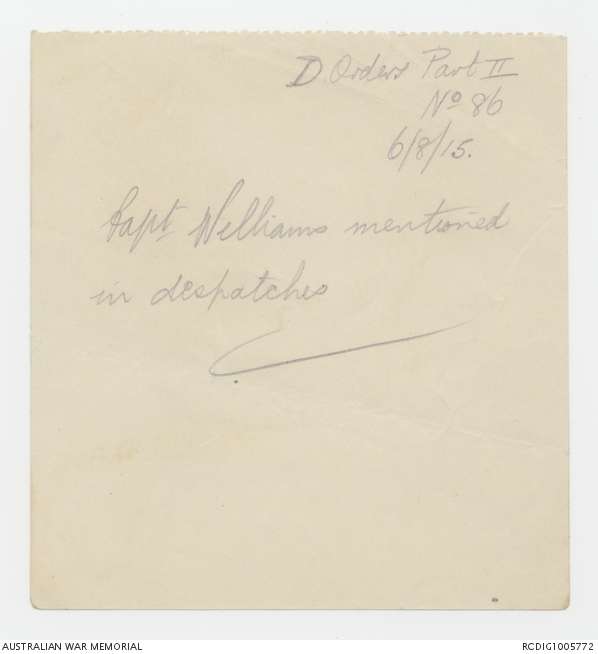 D. Orders Part II
No 86
6/8/15.
Capt Williams mentioned
in despatches
AUSTRALIAN WAR MEMORIAL
RCDIG1005772